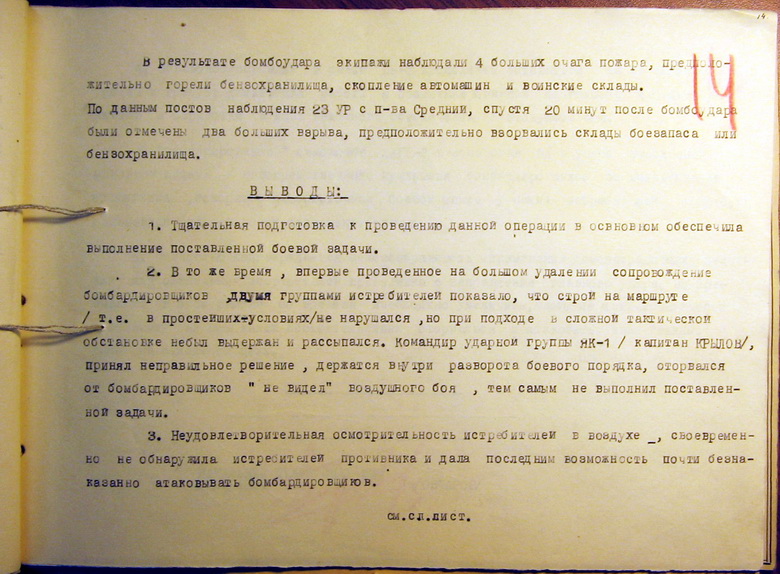 14
14
В результате бомбоудара экипажи наблюдали 4 больших очага пожара, предполо-
жительно горели бензохранилища, скопление автомашин и воинские склады.
По данным постов наблюдения 23 УР с п-ва Средний, спустя 20 минут после бомбоудара
были отмечены два больших взрыва, предположительно взорвались склады боезапаса или
бензохранилища.
ВЫВОДЫ:
1. Тщательная подготовка к проведению данной операции в основном обеспечила
выполнение поставленной боевой задачи.
2. В то же время , впервые проведенное на большом удалении сопровождение
бомбардировщиков двумя группами истребителей показало, что строй на маршруте
/ т.е. в простейших-условиях/не нарушался ,но при подходе в сложной тактической
обстановке небыл выдержан и рассыпался. Командир ударной группы ЯК-1 / капитан КРЫЛОВ/,
принял неправильное решение , держатся внутри разворота боевого порядка, оторвался
от бомбардировщиков " не видел" воздушного боя , тем самым не выполнил поставлен-
ной задачи.
3. Неудовлетворительная осмотрительность истребителей в воздухе _, своевремен-
но не обнаружила истребителей противника и дала последним возможность почти безна-
казанно атаковывать бомбардировщиков.
см.сл.лист.